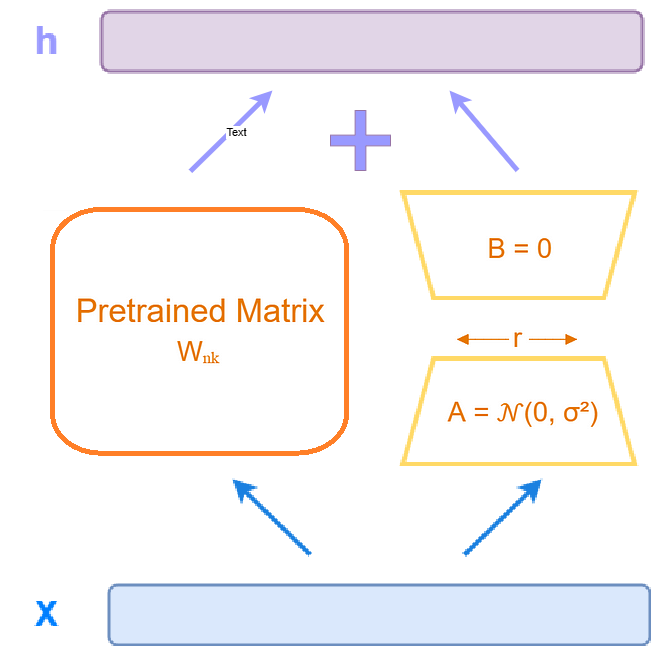 h
Text
B = 0
Pretrained Matrix
Wnk
r
A = 𝒩(0, σ²)
x